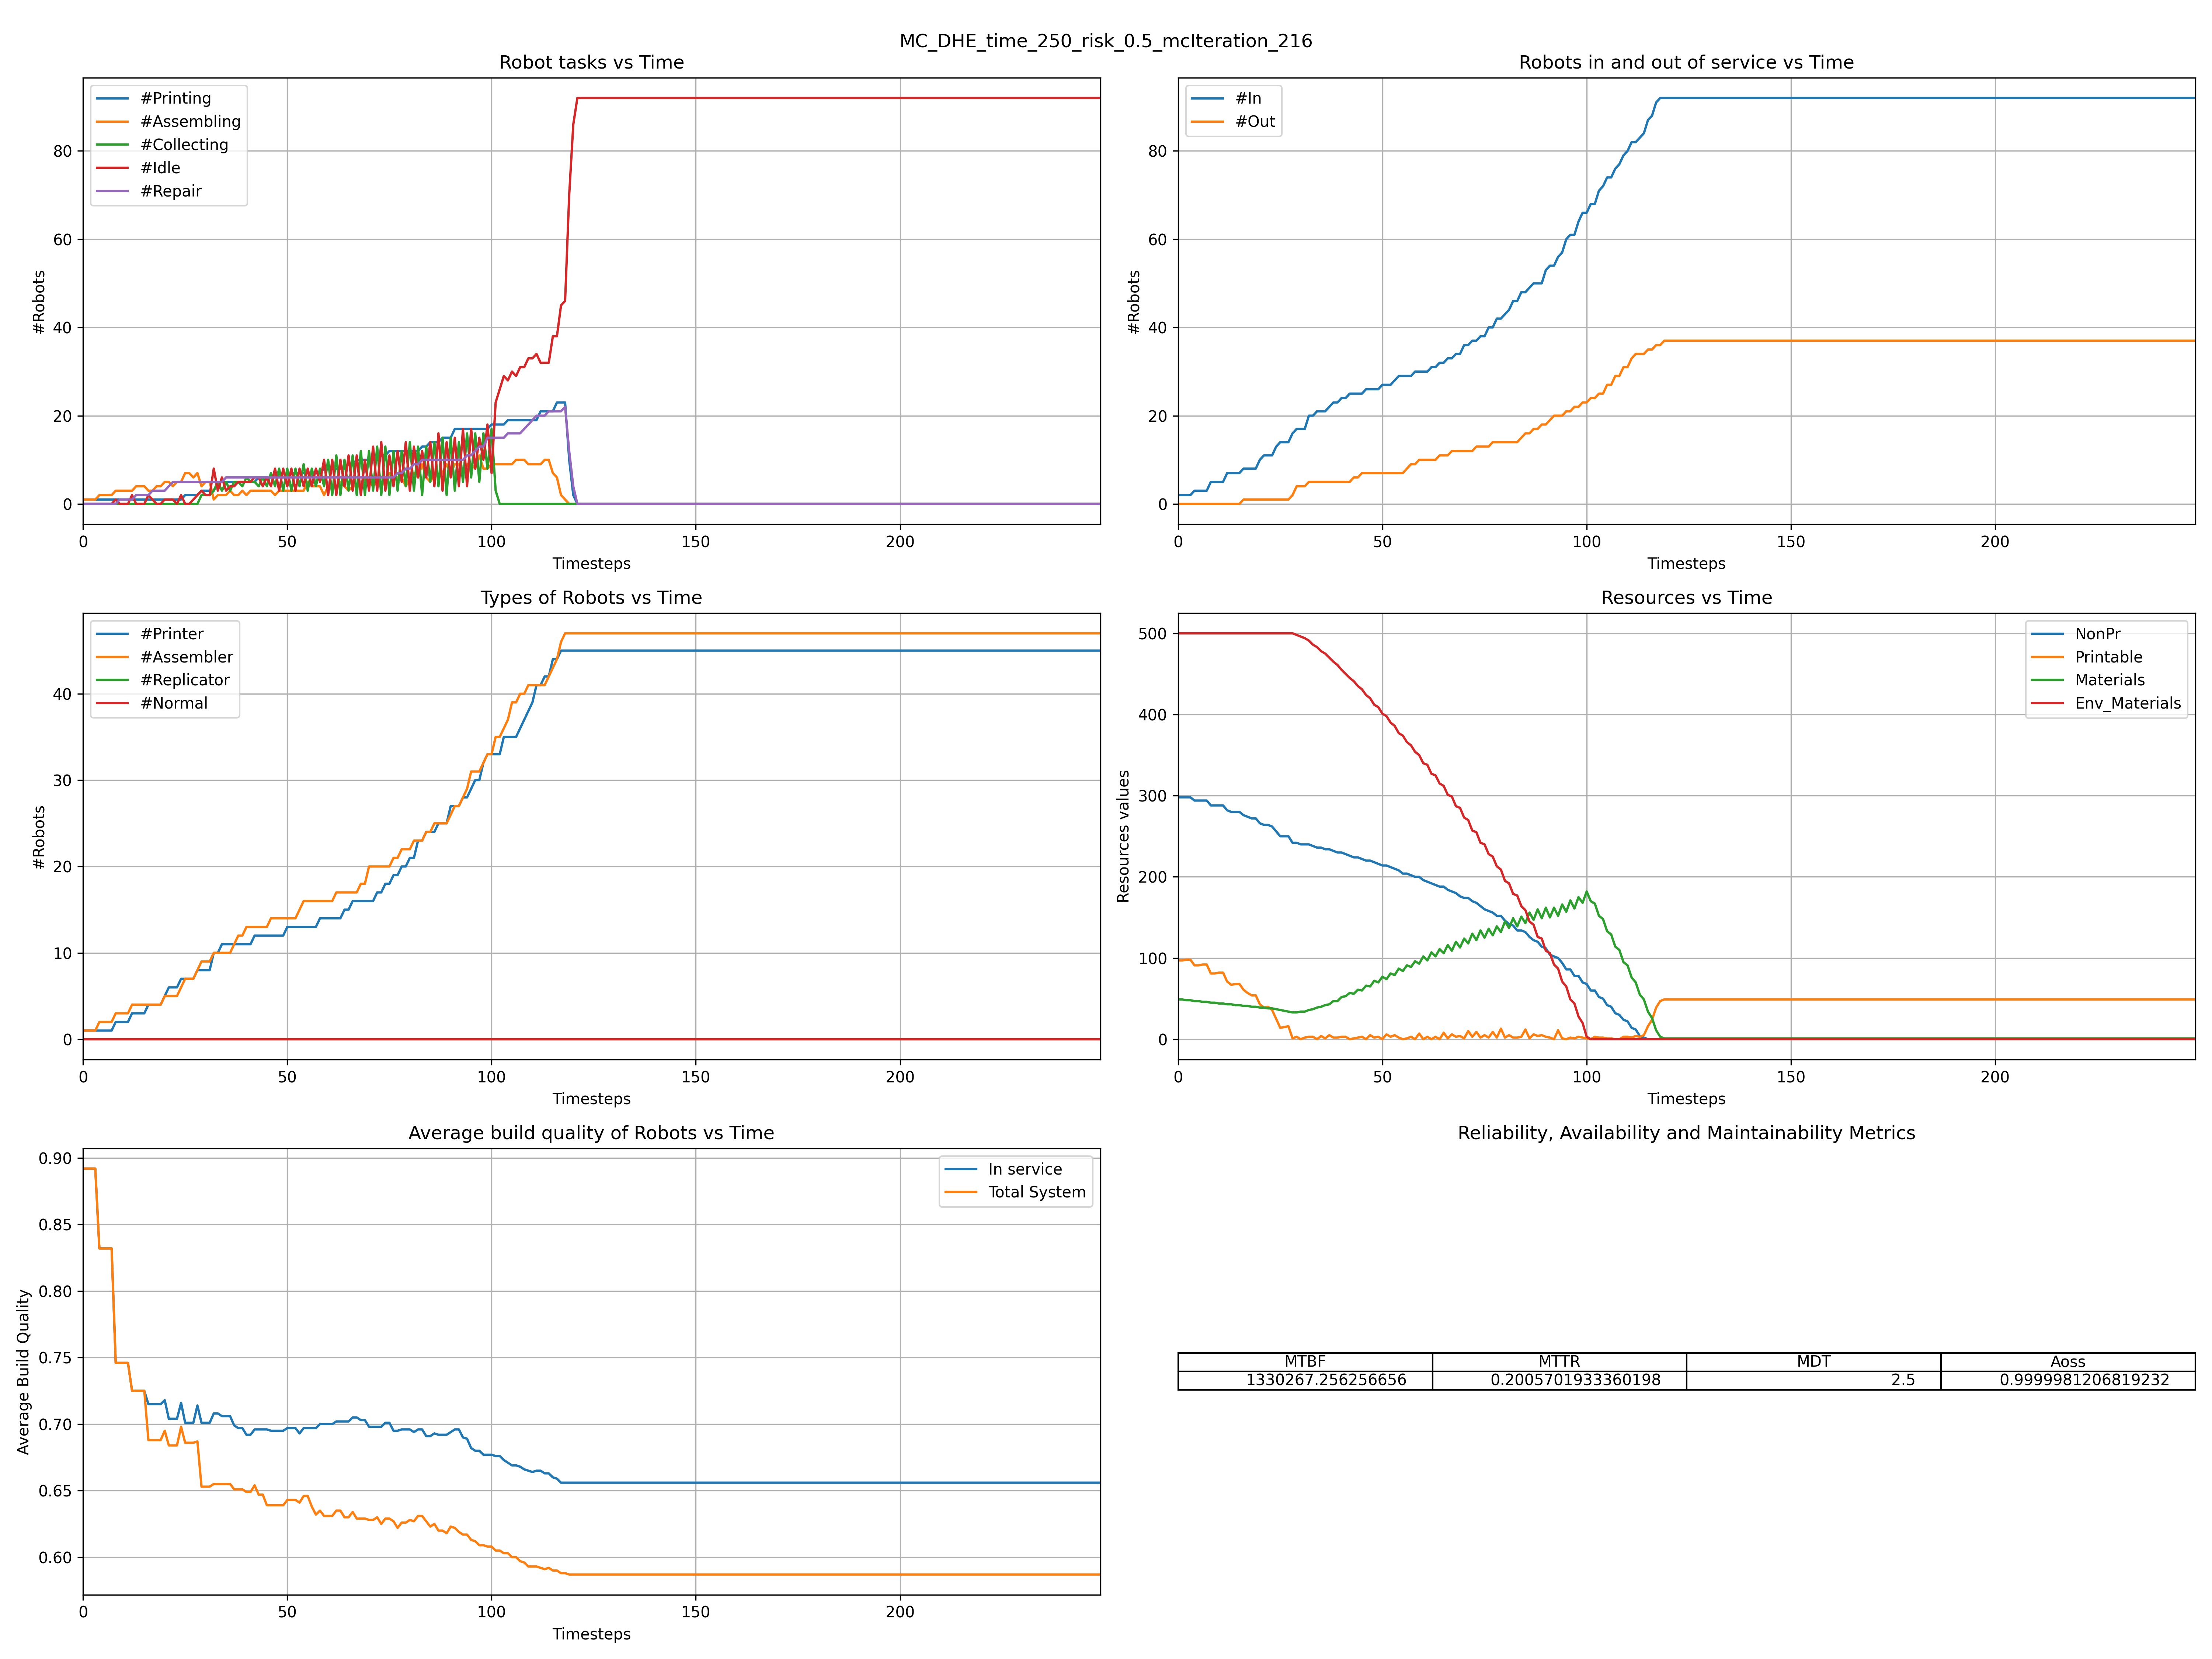 MC_DHE_time_250_risk_0.5_mcIteration_216
Robot tasks vs Time
#Printing
#Assembling
#Collecting
#Idle
#Repair
80
60
40
20
0
#Robots
0 50 100 150 200
Timesteps
Robots in and out of service vs Time
#In
#Out
80
60
40
20
0
#Robots
0 50 100 150 200
Timesteps
Types of Robots vs Time
#Printer
#Assembler
#Replicator
#Normal
40
30
20
10
0
#Robots
0 50 100 150 200
Timesteps
Resources vs Time
NonPr
Printable
Materials
Env_Materials
500
400
300
200
100
0
Resources values
0 50 100 150 200
Timesteps
Average build quality of Robots vs Time
In service
Total System
0.90
0.85
0.80
0.75
0.70
0.65
0.60
Average Build Quality
0 50 100 150 200
Timesteps
Reliability, Availability and Maintainability Metrics
MTBF MTTR MDT Aoss
1330267.256256656 0.2005701933360198 2.5 0.9999981206819232